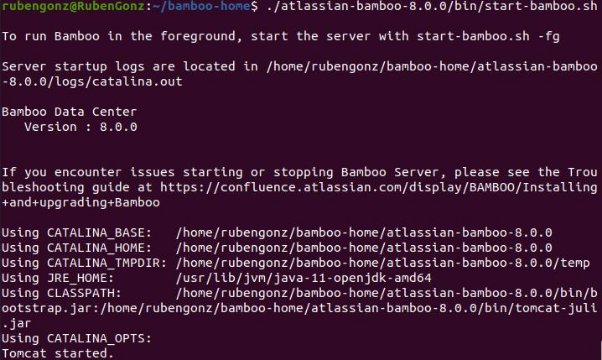 rubengonz@RubenGonz:~/bamboo-home$ ./atlassian-bamboo-8.0.0/bin/start-bamboo.sh
To run Bamboo in the foreground, start the server with start-bamboo.sh -fg
Server startup logs are located in /home/rubengonz/bamboo-home/atlassian-bamboo
-8.0.0/logs/catalina.out
Bamboo Data Center
Version : 8.0.0
If you encounter issues starting or stopping Bamboo Server, please see the Trou
bleshooting guide at https://confluence.atlassian.com/display/BAMBOO/Installing
+and+upgrading+Bamboo
Using CATALINA_BASE: /home/rubengonz/bamboo-home/atlassian-bamboo-8.0.0
Using CATALINA_HOME: /home/rubengonz/bamboo-home/atlassian-bamboo-8.0.0
Using CATALINA_TMPDIR: /home/rubengonz/bamboo-home/atlassian-bamboo-8.0.0/temp
Using JRE_HOME: /usr/lib/jvm/java-11-openjdk-amd64
Using CLASSPATH: /home/rubengonz/bamboo-home/atlassian-bamboo-8.0.0/bin/b
ootstrap.jar:/home/rubengonz/bamboo-home/atlassian-bamboo-8.0.0/bin/tomcat-juli
.jar
Using CATALINA_OPTS:
Tomcat started.